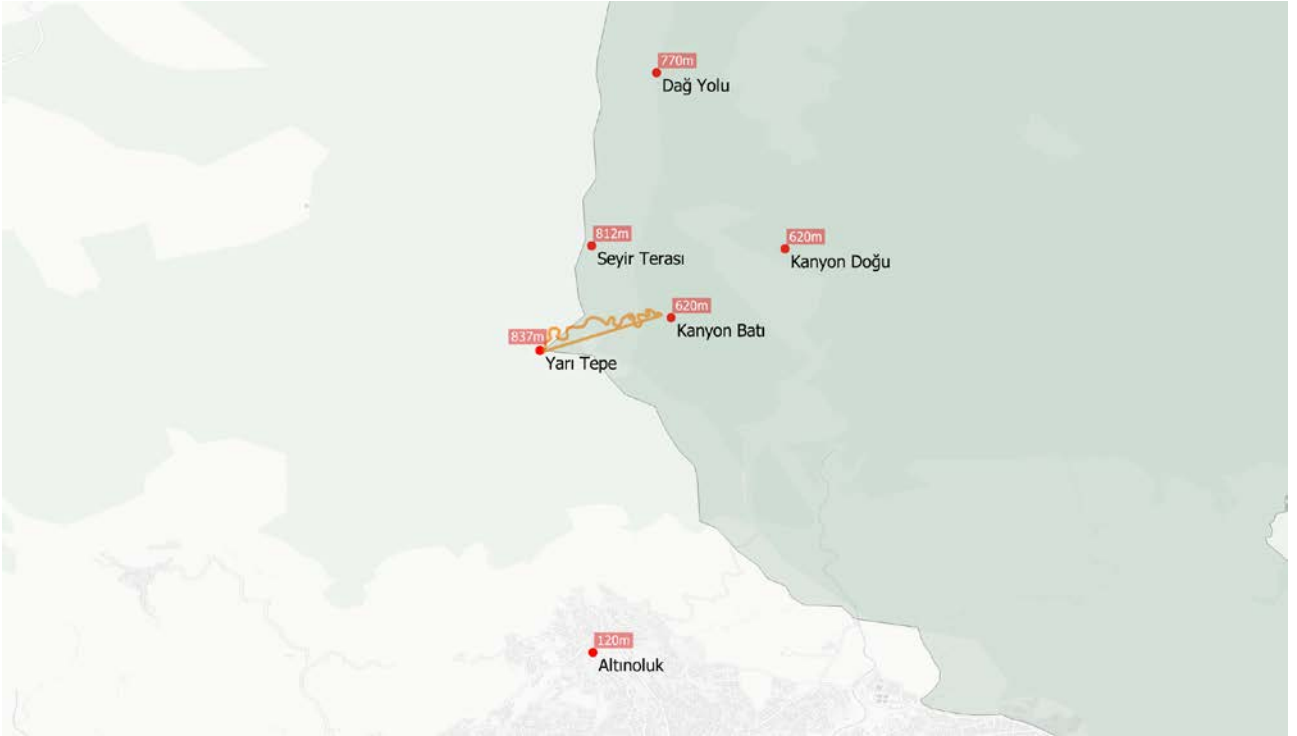 770m
Dağ Yolu
812m
Seyir Terası
620m
Kanyon Doğu
620m
Kanyon Batı
837m
Yarı Tepe
120m
Altınoluk